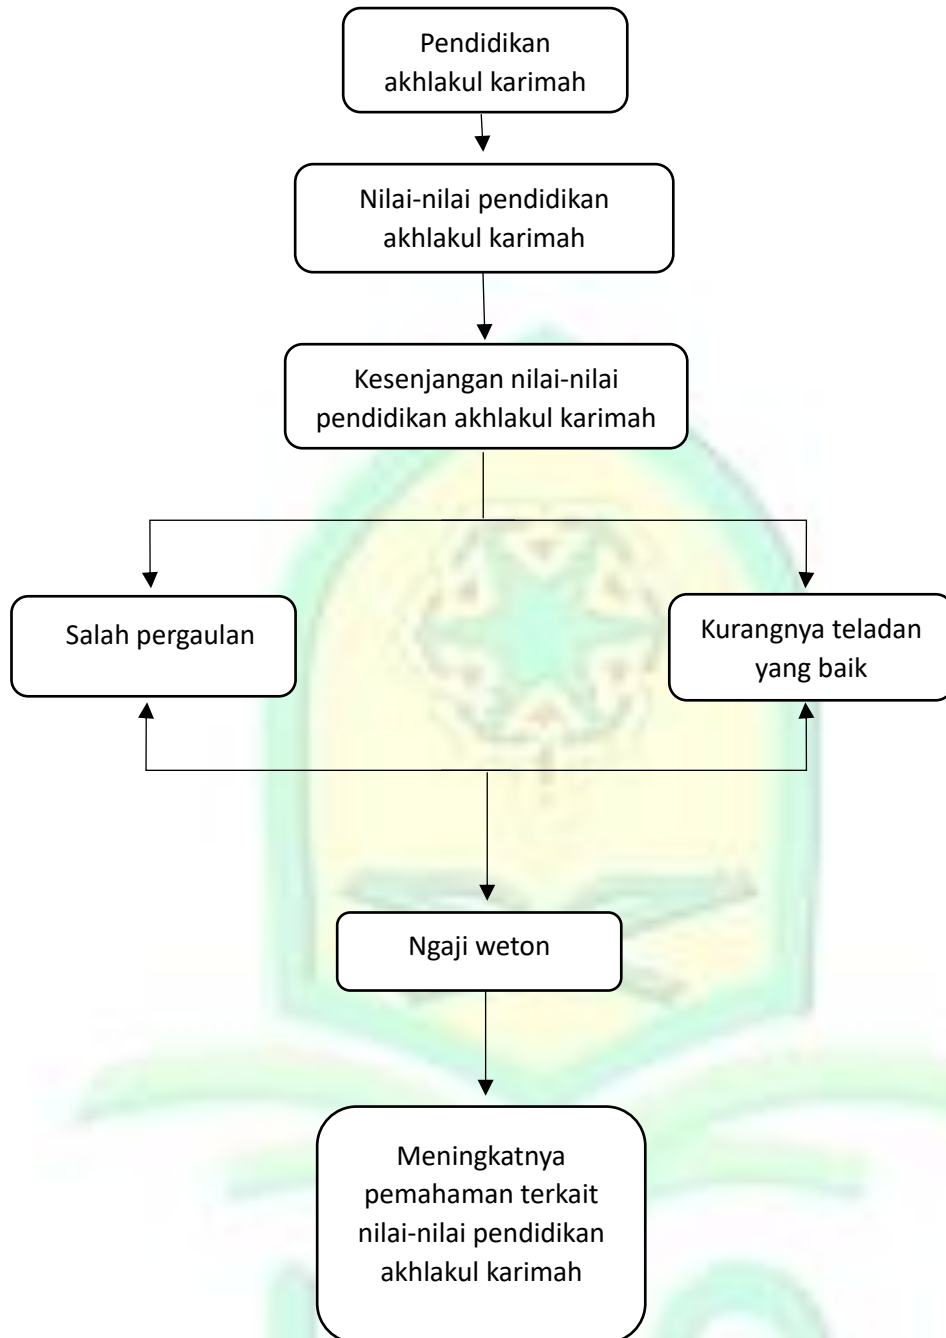 Pendidikan
akhlakul karimah
Nilai-nilai pendidikan
akhlakul karimah
Kesenjangan nilai-nilai
pendidikan akhlakul karimah
Salah pergaulan
Kurangnya teladan
yang baik
Ngaji weton
Meningkatnya
pemahaman terkait
nilai-nilai pendidikan
akhlakul karimah